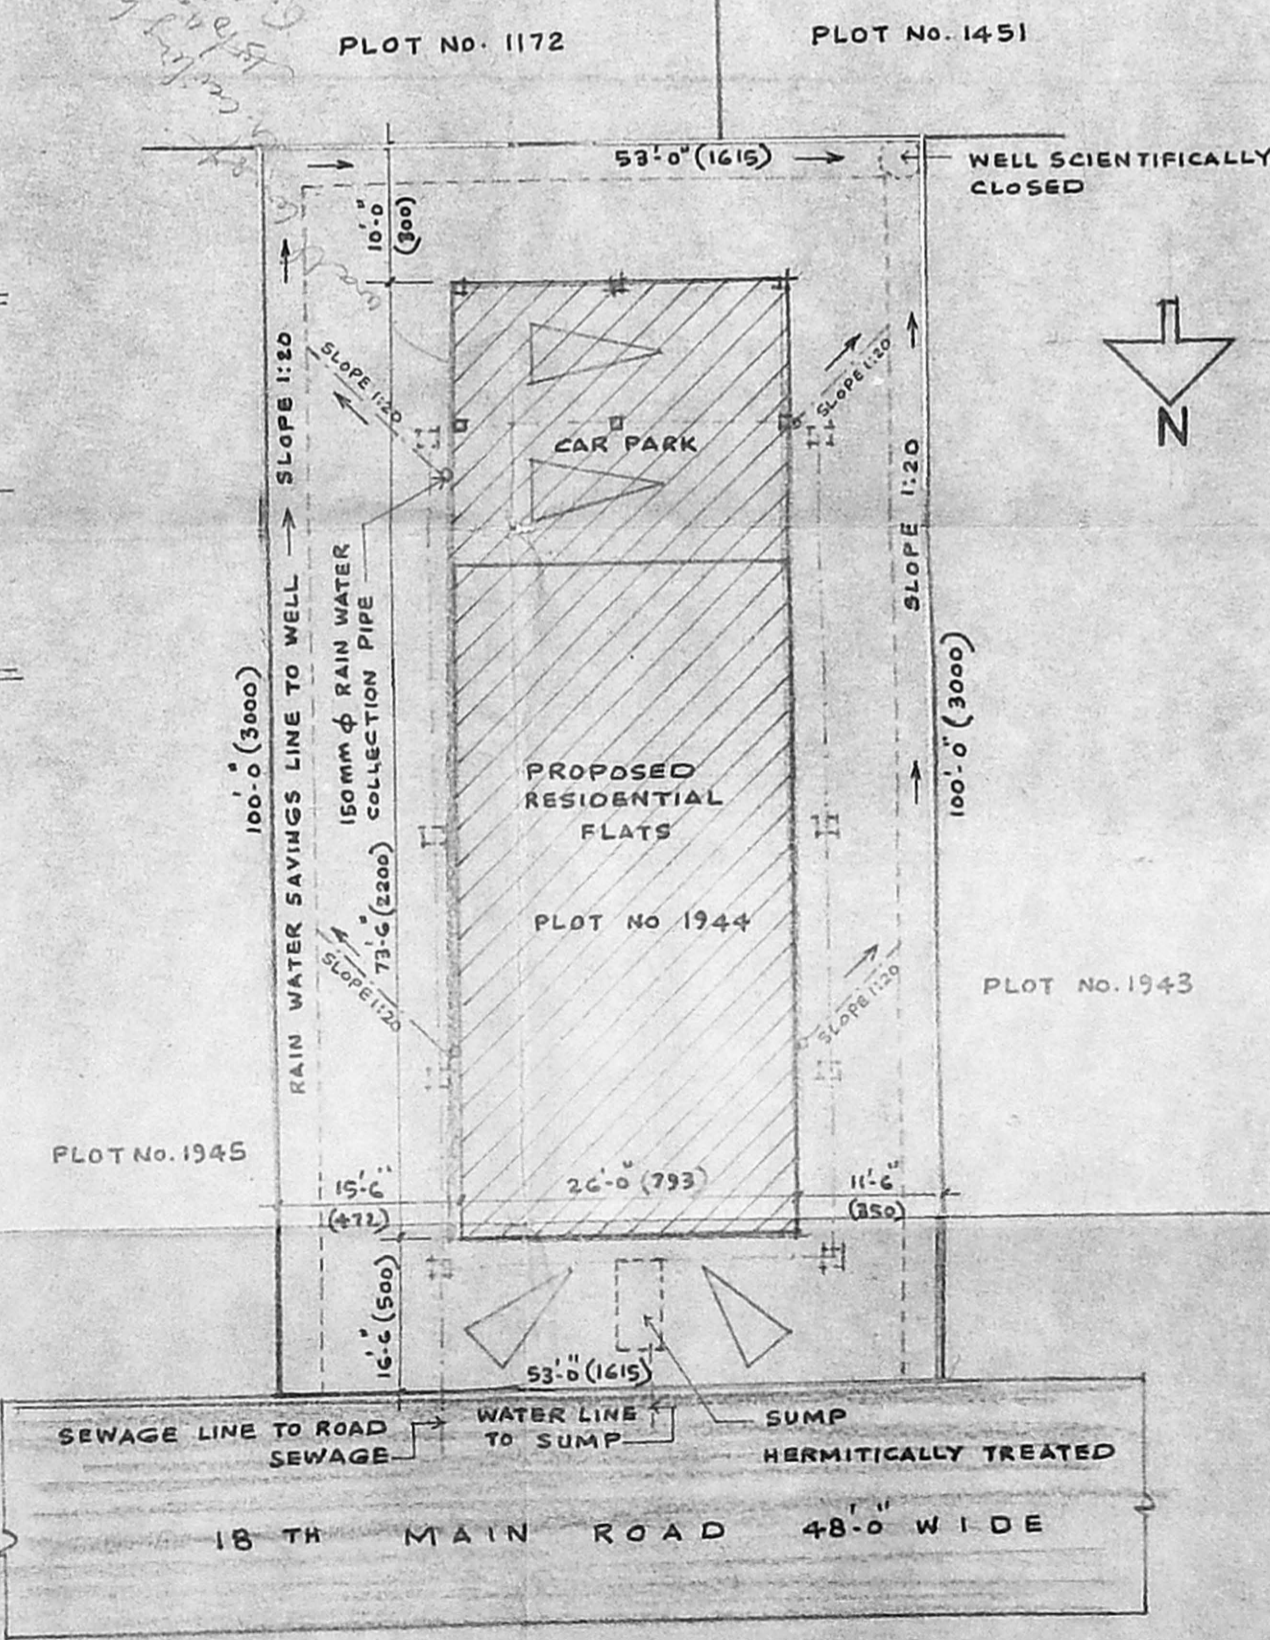 PLOT NO. 1172
PLOT NO. 1451
53'-0" (1615)
WELL SCIENTIFICALLY
CLOSED
10'-0"
(300)
SLOPE 1:20
SLOPE 1:20
SLOPE 1:20
SLOPE 1:20
N
CAR PARK
RAIN WATER SAVINGS LINE TO WELL
150MM ϕ RAIN WATER
COLLECTION PIPE
100'-0" (3000)
73'-6" (2200)
100'-0" (3000)
PROPOSED
RESIDENTIAL
FLATS
PLOT NO 1944
SLOPE 1:20
SLOPE 1:20
PLOT NO. 1943
PLOT NO. 1945
15'-6"
(472)
26'-0" (793)
11'-6"
(350)
16'-6" (500)
53'-0" (1615)
SEWAGE LINE TO ROAD
SEWAGE
WATER LINE
TO SUMP
SUMP
HERMITICALLY TREATED
18 TH MAIN ROAD 48'-0" WIDE